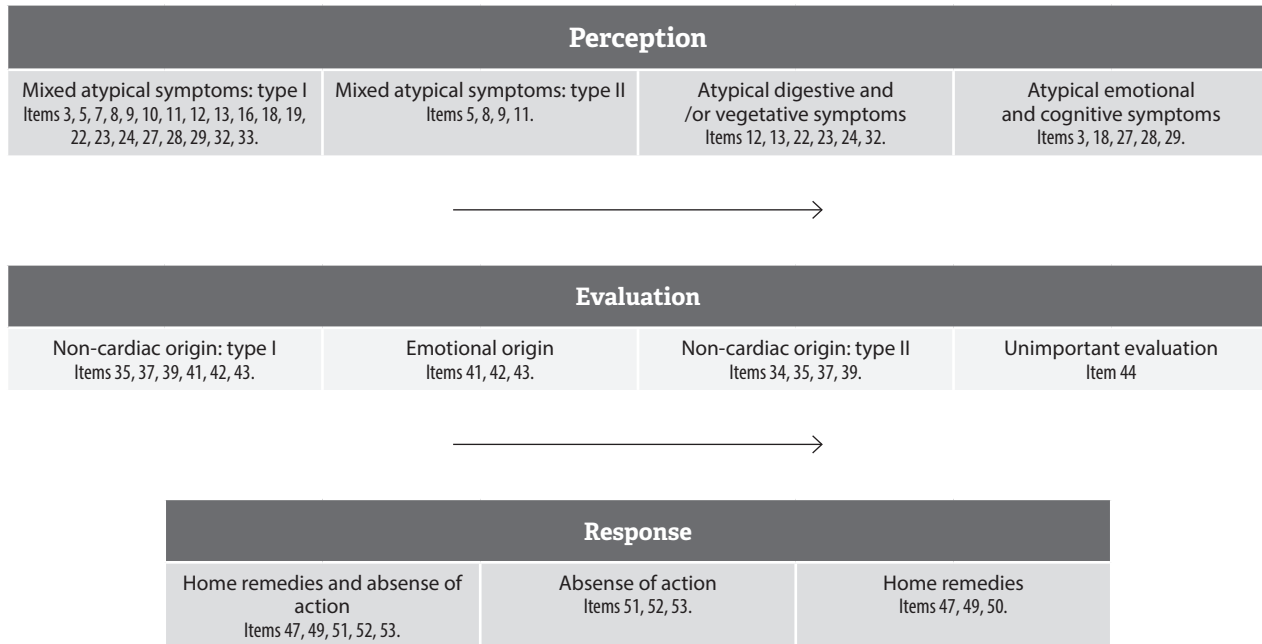 Perception
Mixed atypical symptoms: type I
Items 3, 5, 7, 8, 9, 10, 11, 12, 13, 16, 18, 19,
22, 23, 24, 27, 28, 29, 32, 33.
Mixed atypical symptoms: type II
Items 5, 8, 9, 11.
Atypical digestive and
/or vegetative symptoms
Items 12, 13, 22, 23, 24, 32.
Atypical emotional
and cognitive symptoms
Items 3, 18, 27, 28, 29.
Evaluation
Non-cardiac origin: type I
Items 35, 37, 39, 41, 42, 43.
Emotional origin
Items 41, 42, 43.
Non-cardiac origin: type II
Items 34, 35, 37, 39.
Unimportant evaluation
Item 44
Response
Home remedies and absense of
action
Items 47, 49, 51, 52, 53.
Absense of action
Items 51, 52, 53.
Home remedies
Items 47, 49, 50.